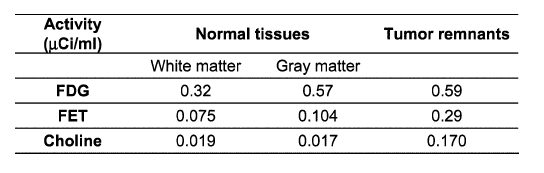 Activity (μCi/ml) Normal tissues Tumor remnants
White matter Gray matter
FDG 0.32 0.57 0.59
FET 0.075 0.104 0.29
Choline 0.019 0.017 0.170